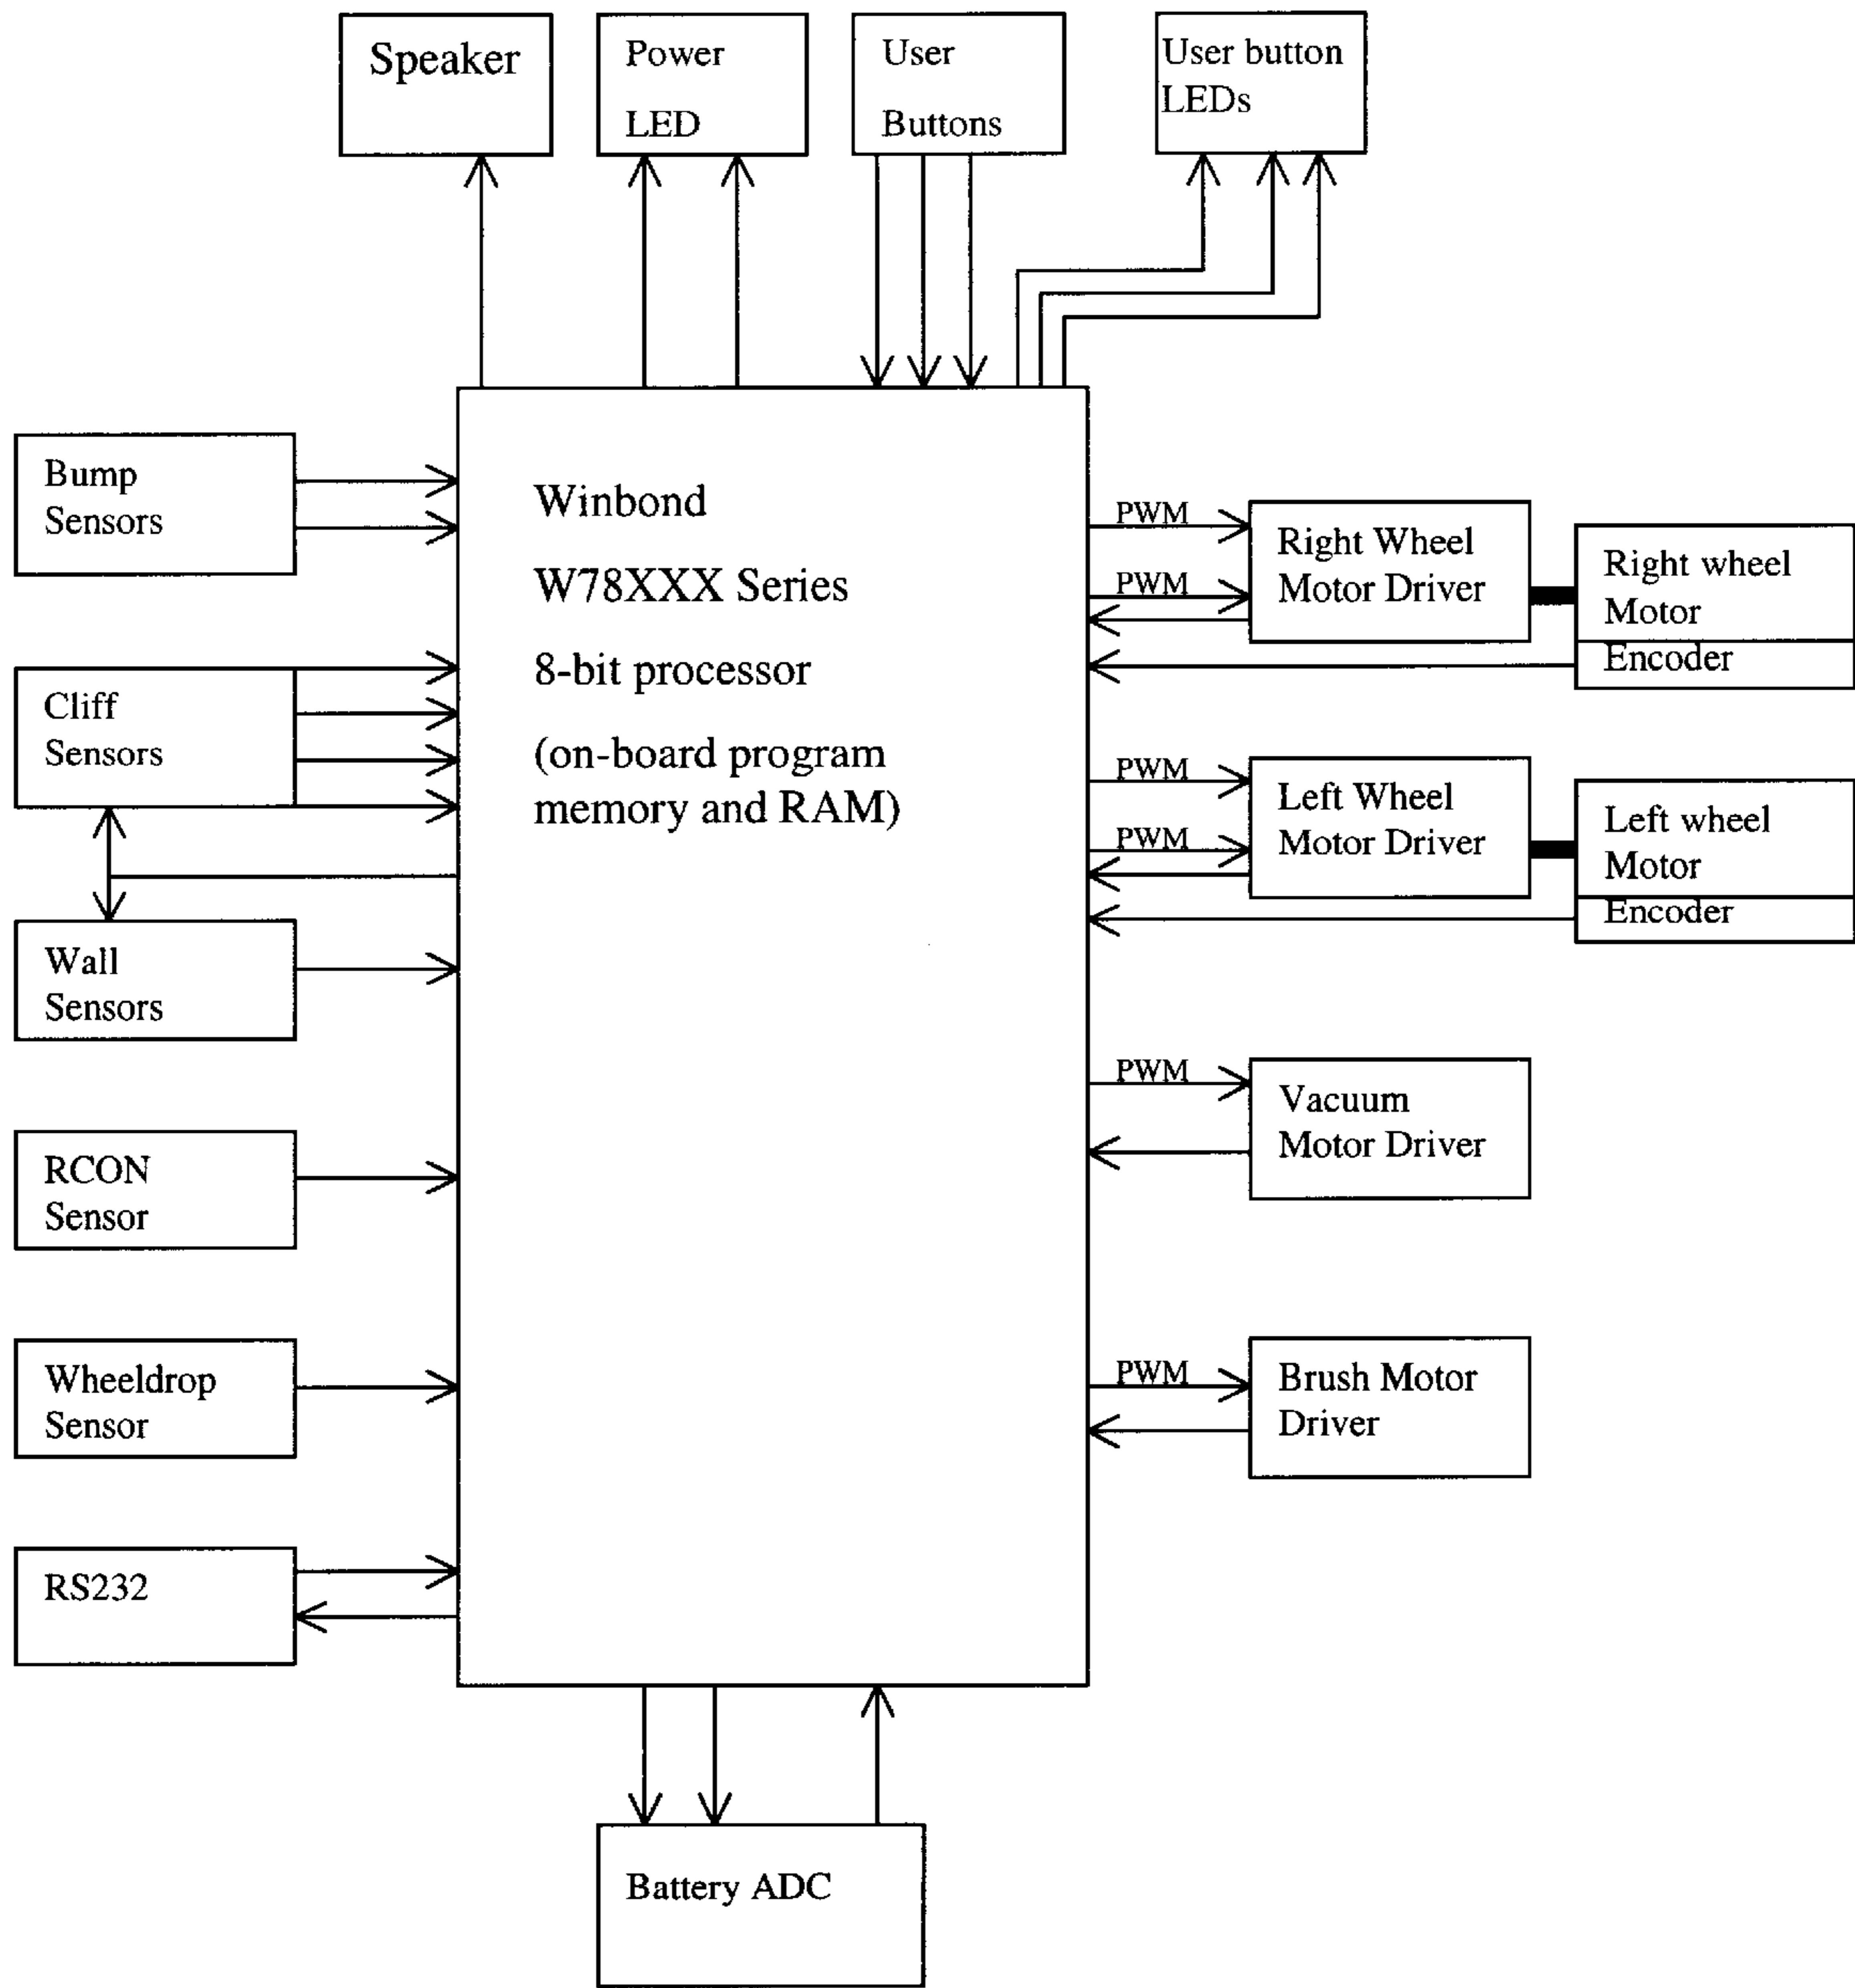 Speaker
Power
LED
User
Buttons
User button
LEDs
Bump
Sensors
Cliff
Sensors
Wall
Sensors
RCON
Sensor
Wheeldrop
Sensor
RS232
Winbond
W78XXX Series
8-bit processor
(on-board program
memory and RAM)
PWM
PWM
Right Wheel
Motor Driver
Right wheel
Motor
Encoder
PWM
PWM
Left Wheel
Motor Driver
Left wheel
Motor
Encoder
PWM
Vacuum
Motor Driver
PWM
Brush Motor
Driver
Battery ADC